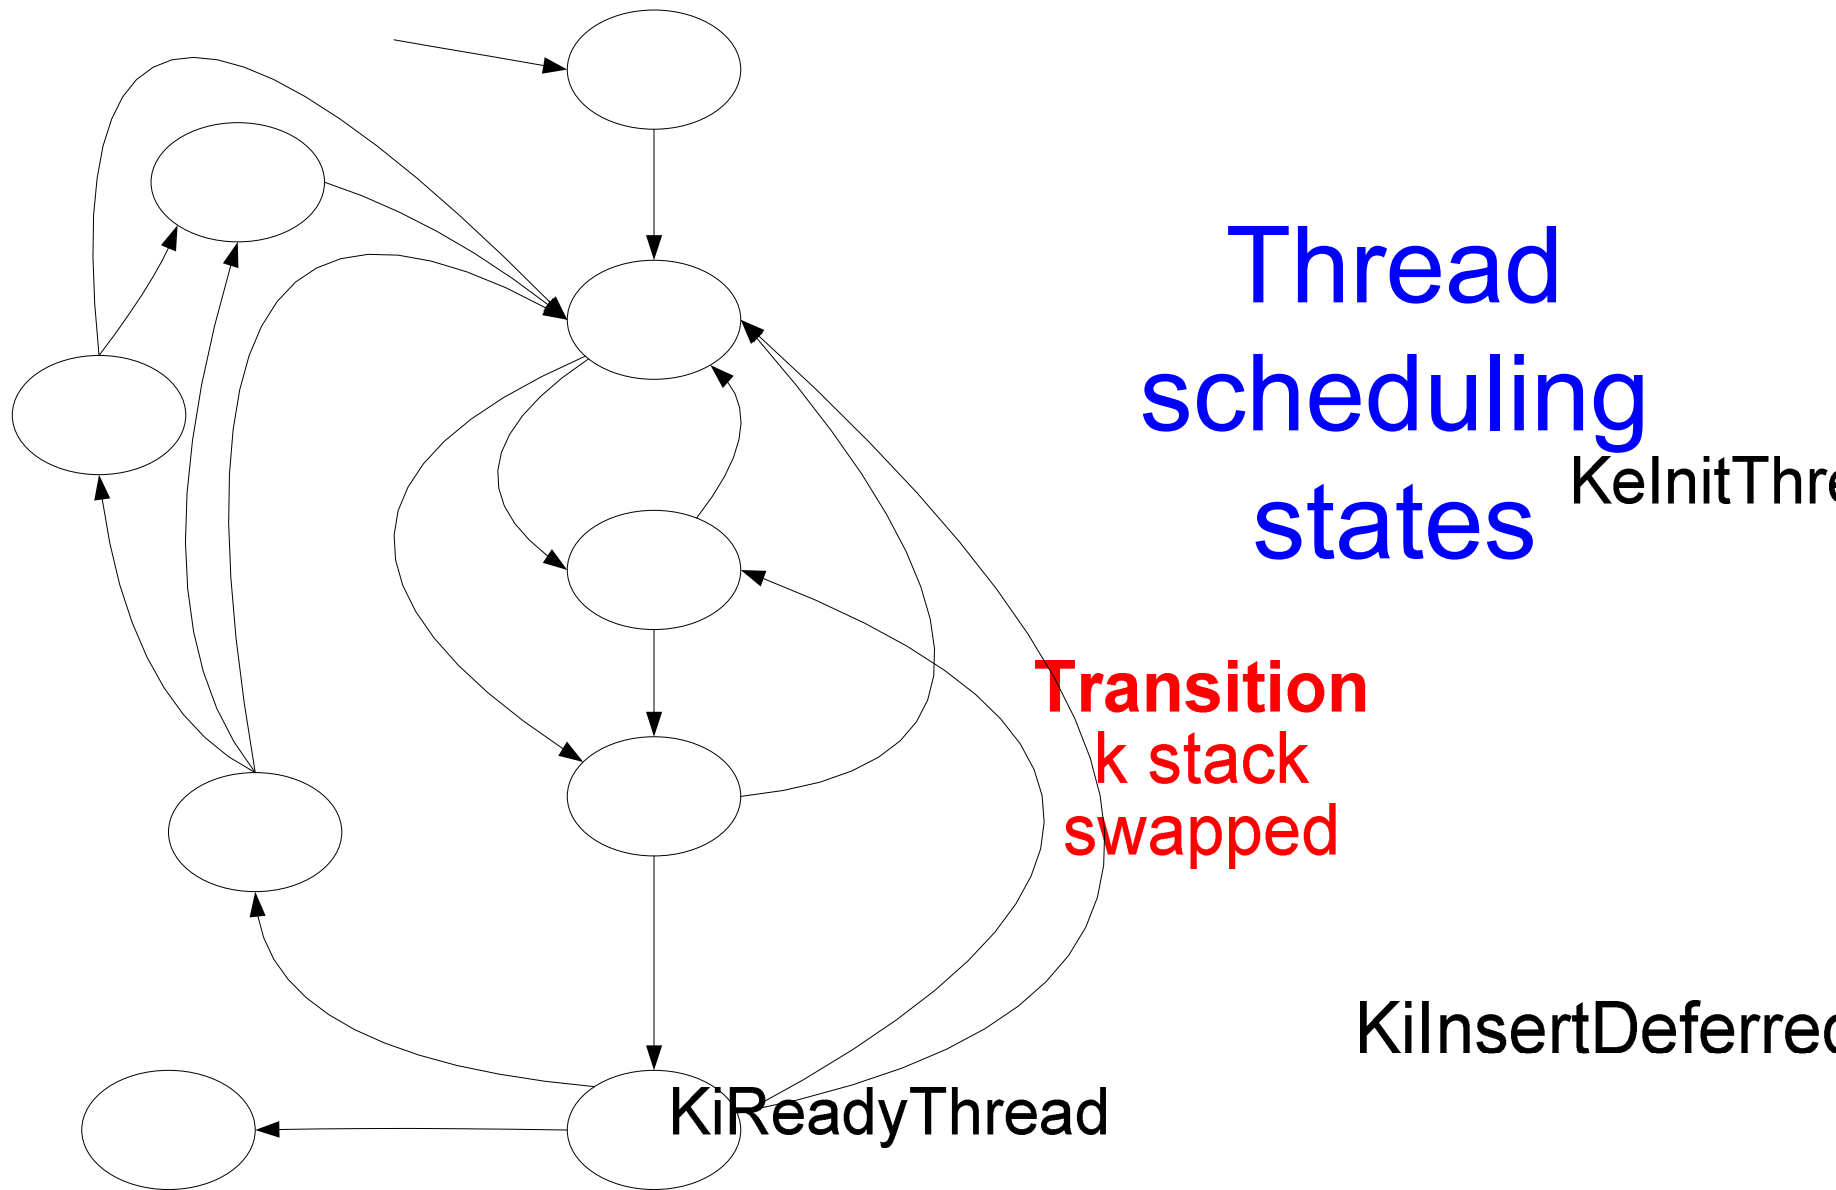 Thread
scheduling
states
KeInitThre
Transition
k stack
swapped
KiInsertDeferred
KiReadyThread